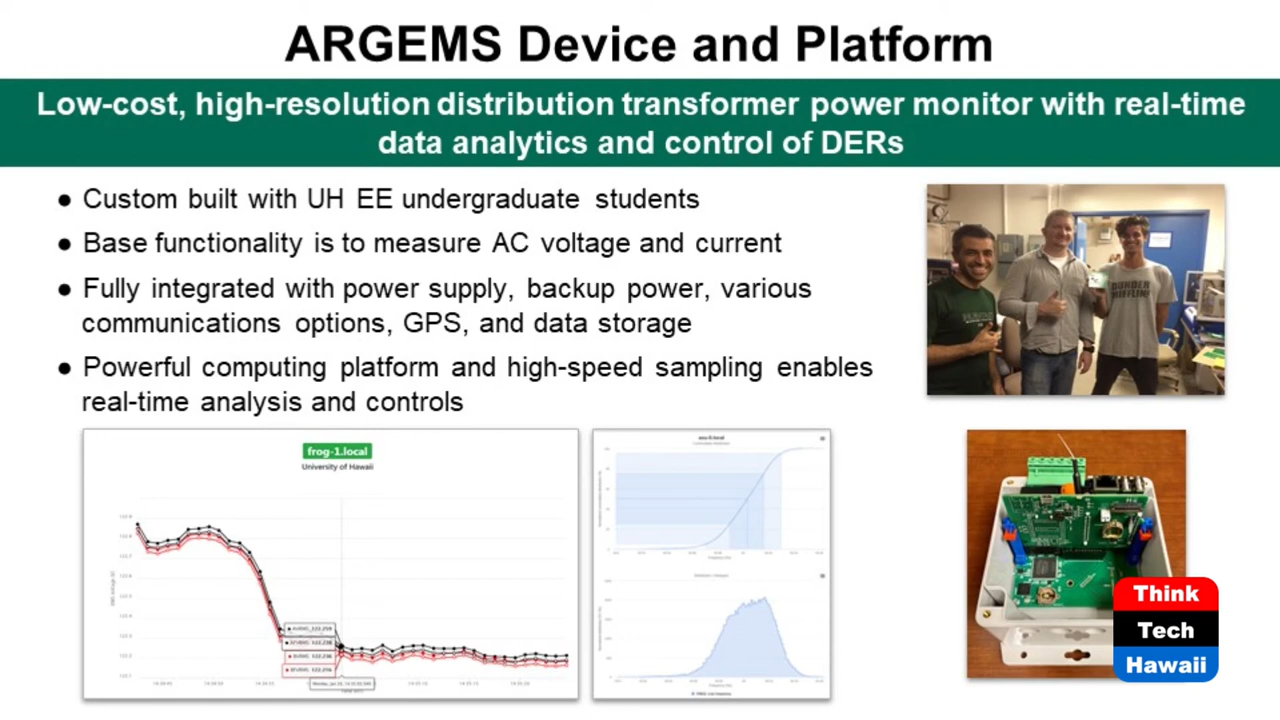 ARGEMS Device and Platform
Low-cost, high-resolution distribution transformer power monitor with real-time
data analytics and control of DERs
● Custom built with UH EE undergraduate students
● Base functionality is to measure AC voltage and current
● Fully integrated with power supply, backup power, various
communications options, GPS, and data storage
● Powerful computing platform and high-speed sampling enables
real-time analysis and controls
frog-1.local
University of Hawaii
DUNDER
MIFFLIN
Think
Tech
Hawaii